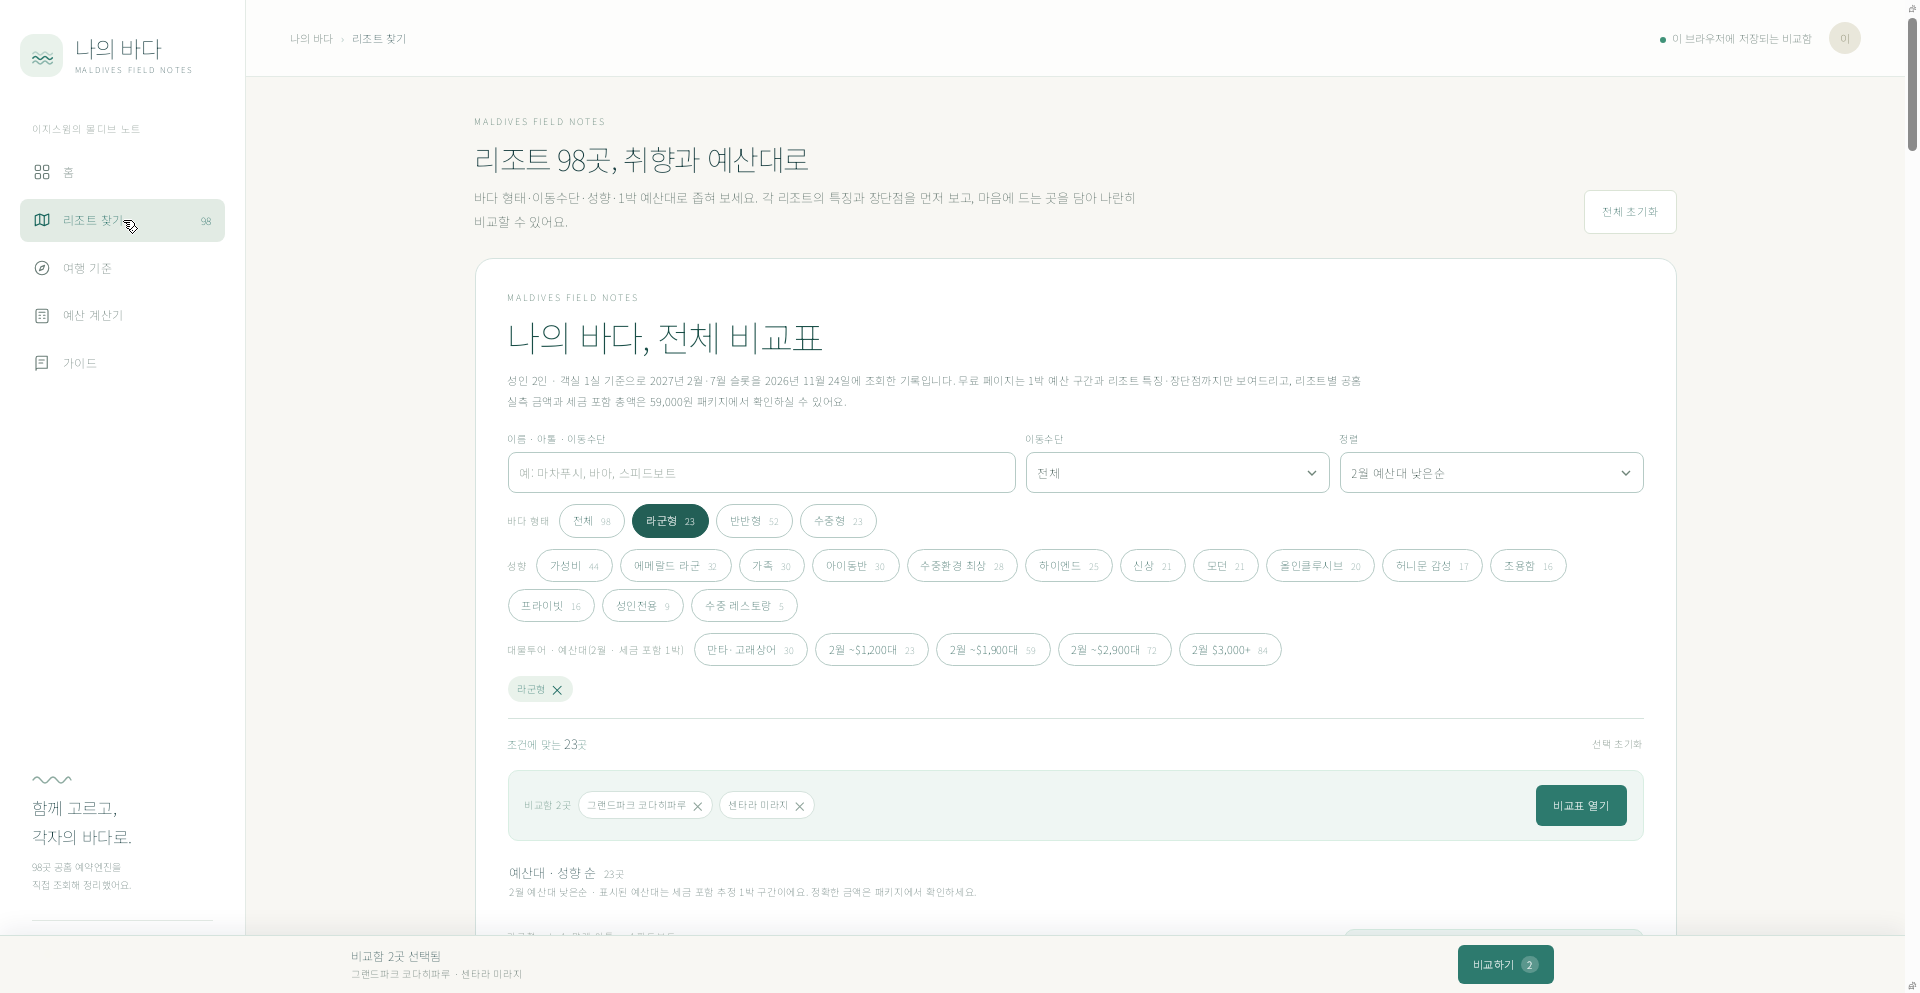 나의 바다
MALDIVES FIELD NOTES
이지스윔의 몰디브 노트
홈
리조트 찾기 98
여행 기준
예산 계산기
가이드
함께 고르고,
각자의 바다로.
98곳 공홈 예약엔진을
직접 조회해 정리했어요.
나의 바다 › 리조트 찾기
이 브라우저에 저장되는 비교함 이
MALDIVES FIELD NOTES
리조트 98곳, 취향과 예산대로
바다 형태·이동수단·성향·1박 예산대로 좁혀 보세요. 각 리조트의 특징과 장단점을 먼저 보고, 마음에 드는 곳을 담아 나란히
비교할 수 있어요.
전체 초기화
MALDIVES FIELD NOTES
나의 바다, 전체 비교표
성인 2인 · 객실 1실 기준으로 2027년 2월·7월 슬롯을 2026년 11월 24일에 조회한 기록입니다. 무료 페이지는 1박 예산 구간과 리조트 특징·장단점까지만 보여드리고, 리조트별 공홈
실측 금액과 세금 포함 총액은 59,000원 패키지에서 확인하실 수 있어요.
이름 · 아톨 · 이동수단
예: 마차푸시, 바아, 스피드보트
이동수단
전체
정렬
2월 예산대 낮은순
바다 형태 전체 98 라군형 23 반반형 52 수중형 23
성향 가성비 44 에메랄드 라군 32 가족 30 아이동반 30 수중환경 최상 28 하이엔드 25 신상 21 모던 21 올인클루시브 20 허니문 감성 17 조용함 16
프라이빗 16 성인전용 9 수중 레스토랑 5
대물투어 · 예산대(2월 · 세금 포함 1박) 만타·고래상어 30 2월 ~$1,200대 23 2월 ~$1,900대 59 2월 ~$2,900대 72 2월 $3,000+ 84
라군형
조건에 맞는 23곳
선택 초기화
비교함 2곳 그랜드파크 코다히파루 센타라 미라지
비교표 열기
예산대 · 성향 순 23곳
2월 예산대 낮은순 · 표시된 예산대는 세금 포함 추정 1박 구간이에요. 정확한 금액은 패키지에서 확인하세요.
비교함 2곳 선택됨
그랜드파크 코다히파루 · 센타라 미라지
비교하기 2